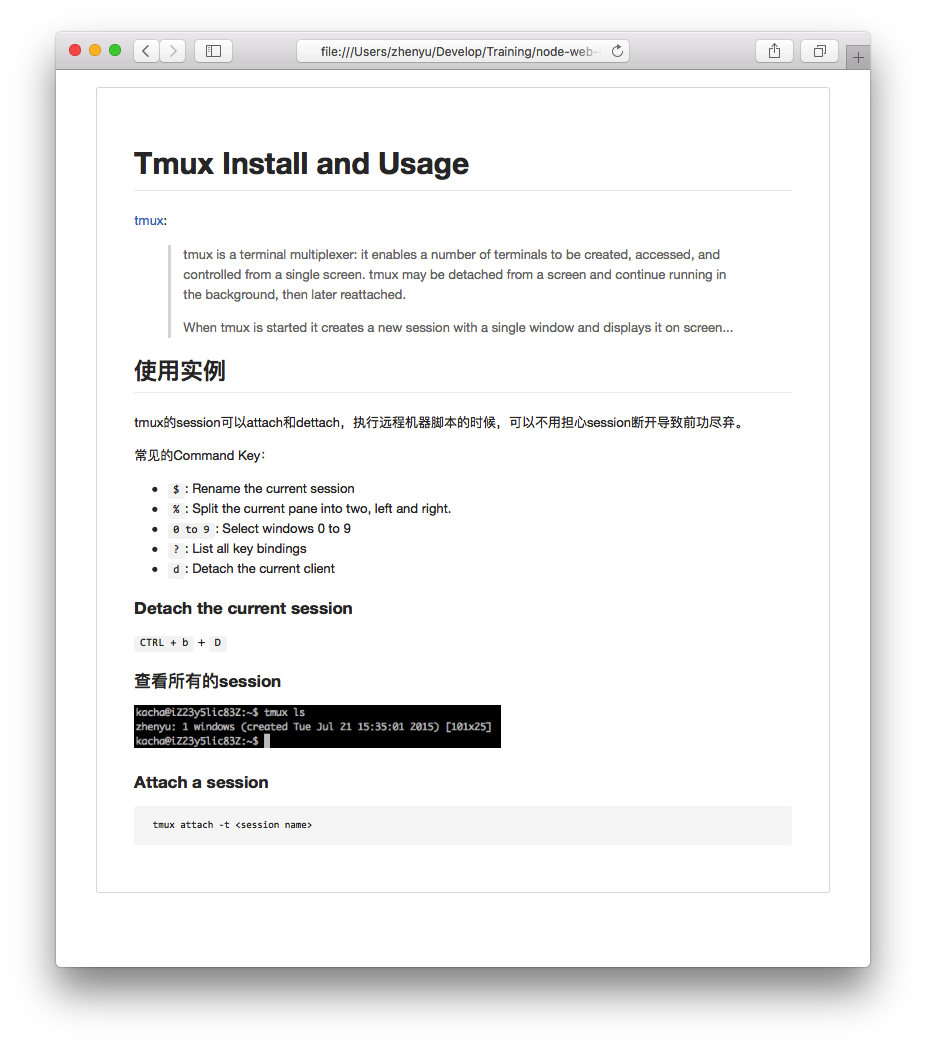 file:///Users/zhenyu/Develop/Training/node-web-
Tmux Install and Usage
tmux:
tmux is a terminal multiplexer: it enables a number of terminals to be created, accessed, and
controlled from a single screen. tmux may be detached from a screen and continue running in
the background, then later reattached.
When tmux is started it creates a new session with a single window and displays it on screen...
使用实例
tmux的session可以attach和dettach，执行远程机器脚本的时候，可以不用担心session断开导致前功尽弃。
常见的Command Key：
• $ : Rename the current session
• % : Split the current pane into two, left and right.
• 0 to 9 : Select windows 0 to 9
• ? : List all key bindings
• d : Detach the current client
Detach the current session
CTRL + b + D
查看所有的session
kacha@iZ23y5lic83Z:~$ tmux ls
zhenyu: 1 windows (created Tue Jul 21 15:35:01 2015) [101x25]
kacha@iZ23y5lic83Z:~$
Attach a session
tmux attach -t <session name>